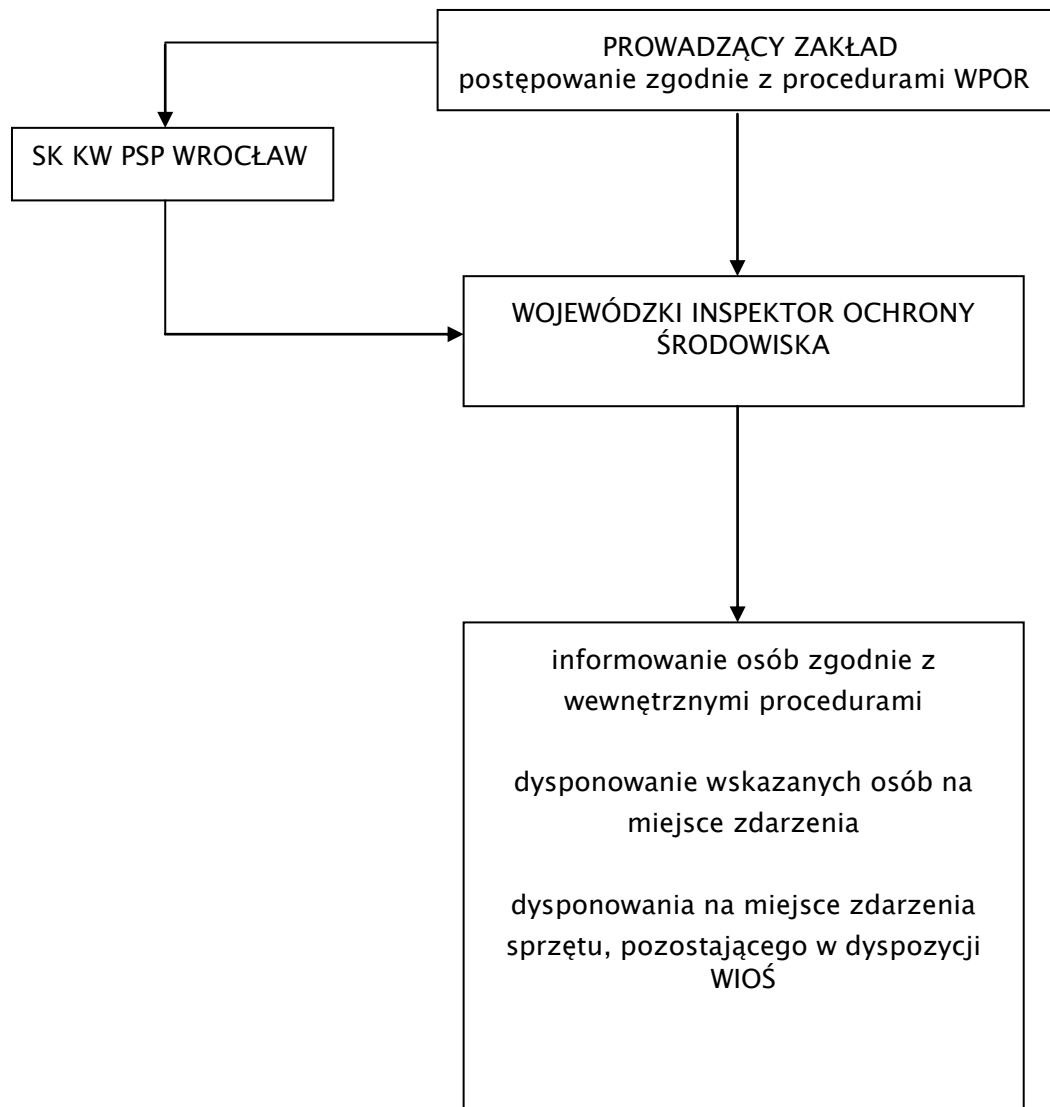 PROWADZĄCY ZAKŁAD
postępowanie zgodnie z procedurami WPOR
SK KW PSP WROCŁAW
WOJEWÓDZKI INSPEKTOR OCHRONY
ŚRODOWISKA
informowanie osób zgodnie z
wewnętrznymi procedurami
dysponowanie wskazanych osób na
miejsce zdarzenia
dysponowania na miejsce zdarzenia
sprzętu, pozostającego w dyspozycji
WIOŚ